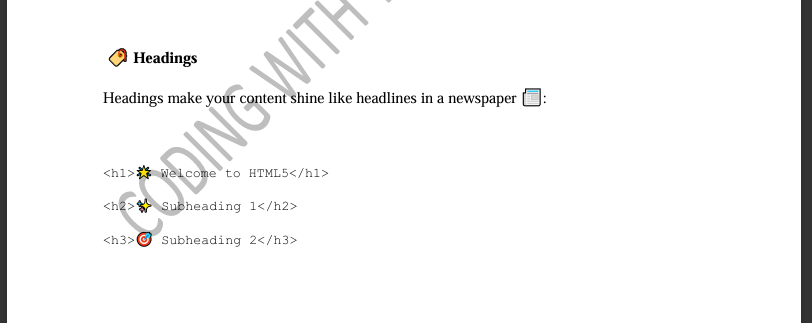 🏷️ Headings
Headings make your content shine like headlines in a newspaper 📰:
<h1>🌟 Welcome to HTML5</h1>
<h2>✨ Subheading 1</h2>
<h3>🎯 Subheading 2</h3>
CODING WITH